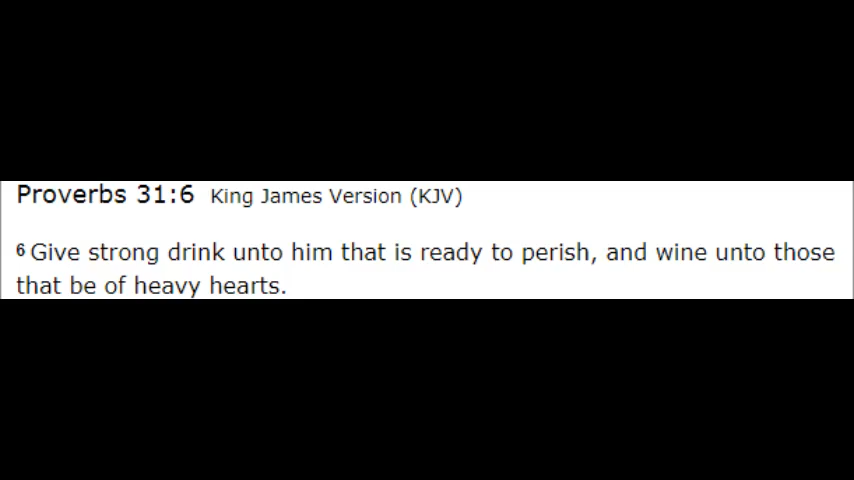 Proverbs 31:6 King James Version (KJV)
6 Give strong drink unto him that is ready to perish, and wine unto those
that be of heavy hearts.